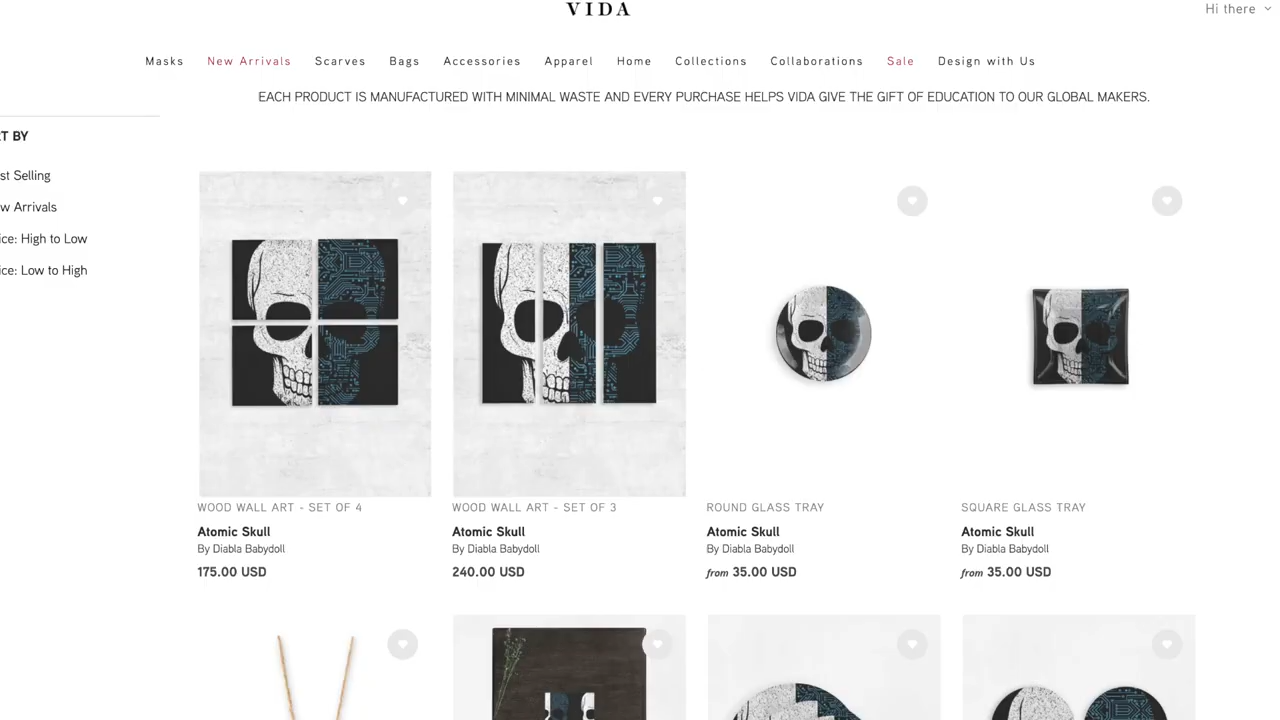 VIDA
Hi there
Masks New Arrivals Scarves Bags Accessories Apparel Home Collections Collaborations Sale Design with Us
EACH PRODUCT IS MANUFACTURED WITH MINIMAL WASTE AND EVERY PURCHASE HELPS VIDA GIVE THE GIFT OF EDUCATION TO OUR GLOBAL MAKERS.
T BY
st Selling
w Arrivals
ice: High to Low
ice: Low to High
WOOD WALL ART - SET OF 4
Atomic Skull
By Diabla Babydoll
175.00 USD
WOOD WALL ART - SET OF 3
Atomic Skull
By Diabla Babydoll
240.00 USD
ROUND GLASS TRAY
Atomic Skull
By Diabla Babydoll
from 35.00 USD
SQUARE GLASS TRAY
Atomic Skull
By Diabla Babydoll
from 35.00 USD